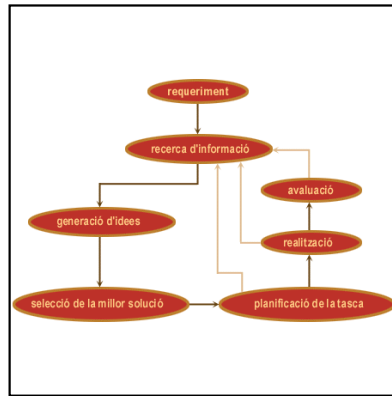 requeriment
recerca d'informació
avaluació
generació d'idees
realització
selecció de la millor solució
planificació de la tasca